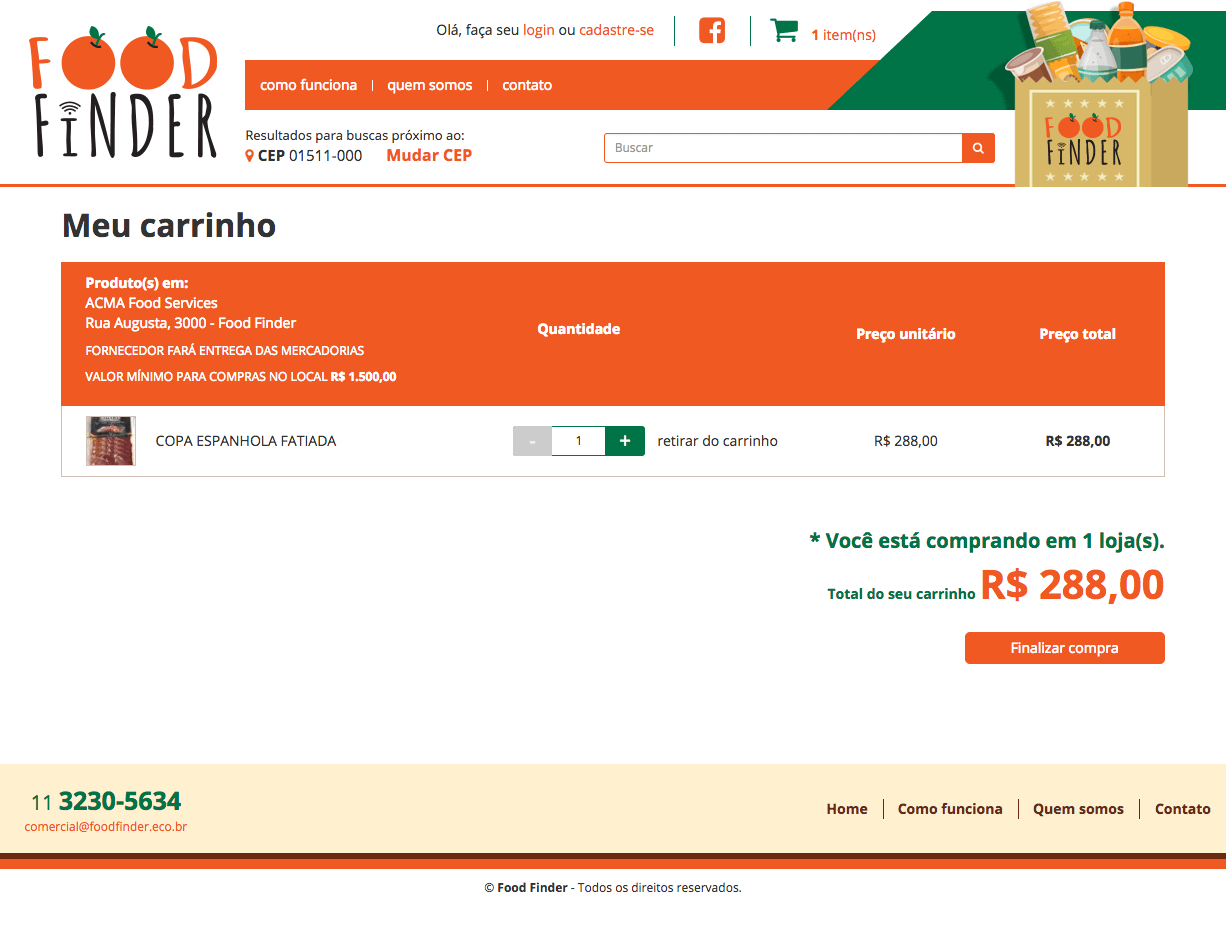 FOOD
FiNDER
Olá, faça seu login ou cadastre-se
1 item(ns)
como funciona
quem somos
contato
Resultados para buscas próximo ao:
CEP 01511-000 Mudar CEP
Buscar
FOOD
FiNDER
Meu carrinho
Produto(s) em:
ACMA Food Services
Rua Augusta, 3000 - Food Finder
FORNECEDOR FARÁ ENTREGA DAS MERCADORIAS
VALOR MÍNIMO PARA COMPRAS NO LOCAL R$ 1.500,00
Quantidade
Preço unitário
Preço total
COPA ESPANHOLA FATIADA
- 1 +
retirar do carrinho
R$ 288,00
R$ 288,00
* Você está comprando em 1 loja(s).
Total do seu carrinho R$ 288,00
Finalizar compra
11 3230-5634
comercial@foodfinder.eco.br
Home
Como funciona
Quem somos
Contato
© Food Finder - Todos os direitos reservados.